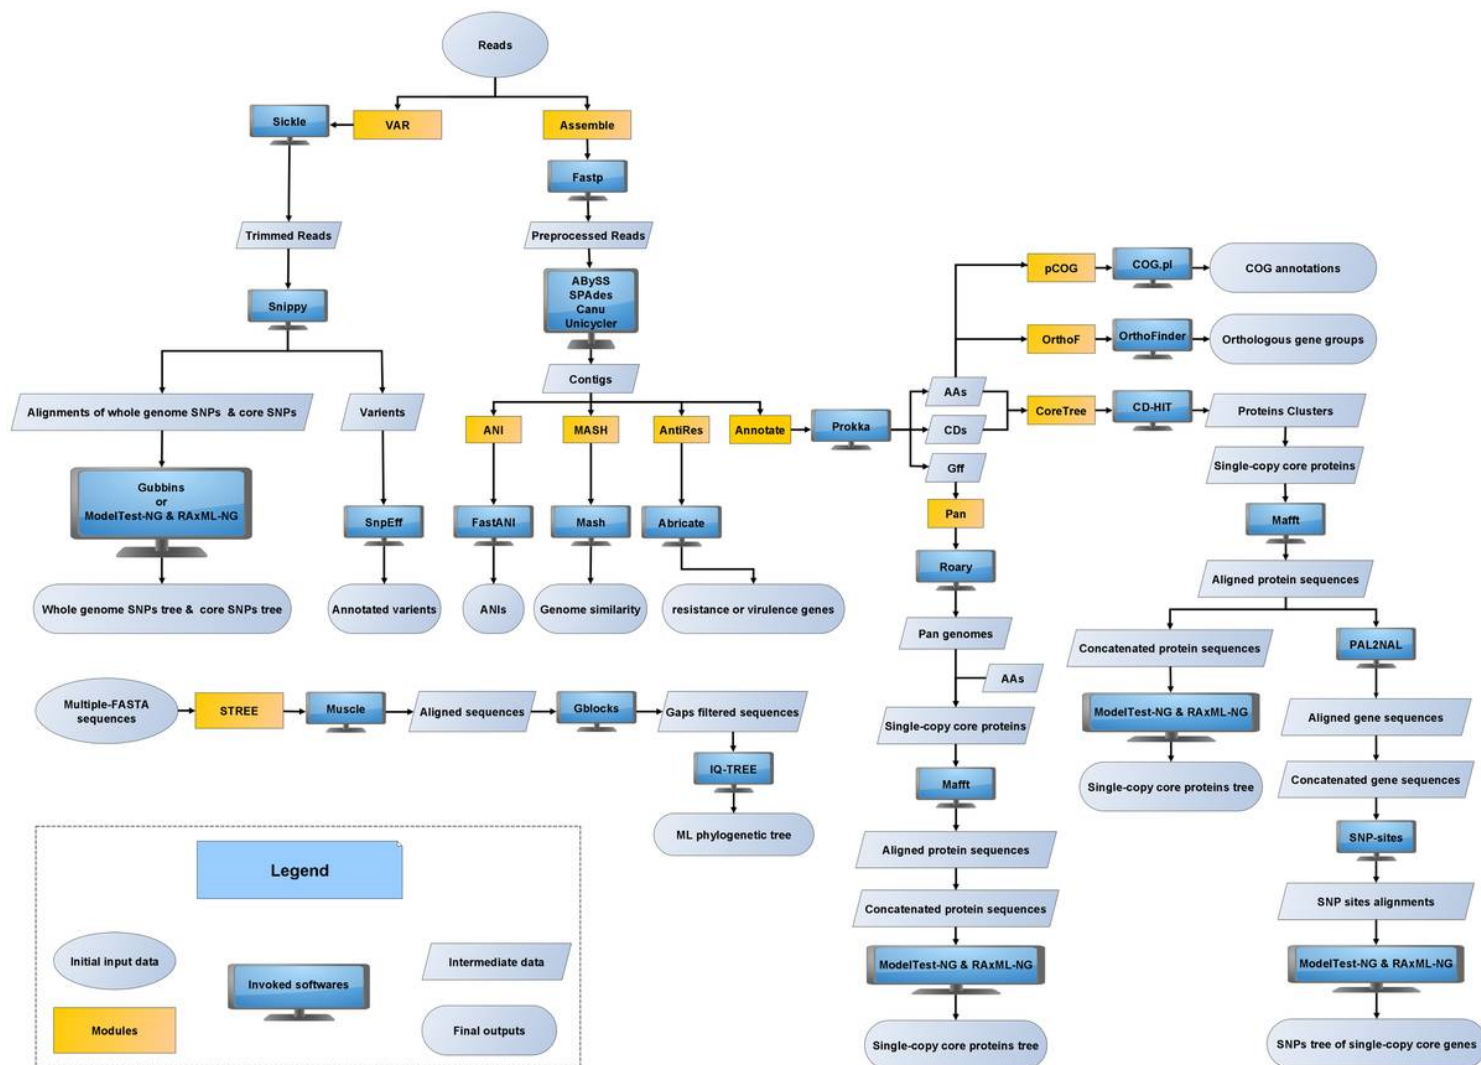 Reads
Sickle
VAR
Assemble
Fastp
Trimmed Reads
Preprocessed Reads
Snippy
ABySS
SPAdes
Canu
Unicycler
pCOG
COG.pl
COG annotations
OrthoF
OrthoFinder
Orthologous gene groups
Alignments of whole genome SNPs & core SNPs
Varients
Contigs
ANI
MASH
AntiRes
Annotate
Prokka
AAs
CDs
Gff
CoreTree
CD-HIT
Proteins Clusters
Single-copy core proteins
Gubbins
or
ModelTest-NG & RAxML-NG
SnpEff
FastANI
Mash
Abricate
Pan
Mafft
Roary
Aligned protein sequences
Whole genome SNPs tree & core SNPs tree
Annotated varients
ANIs
Genome similarity
resistance or virulence genes
Pan genomes
AAs
Concatenated protein sequences
PAL2NAL
Multiple-FASTA
sequences
STREE
Muscle
Aligned sequences
Gblocks
Gaps filtered sequences
Single-copy core proteins
ModelTest-NG & RAxML-NG
Aligned gene sequences
IQ-TREE
Mafft
Single-copy core proteins tree
Concatenated gene sequences
ML phylogenetic tree
Aligned protein sequences
SNP-sites
Legend
Concatenated protein sequences
SNP sites alignments
Initial input data
Invoked softwares
Intermediate data
ModelTest-NG & RAxML-NG
ModelTest-NG & RAxML-NG
Modules
Final outputs
Single-copy core proteins tree
SNPs tree of single-copy core genes